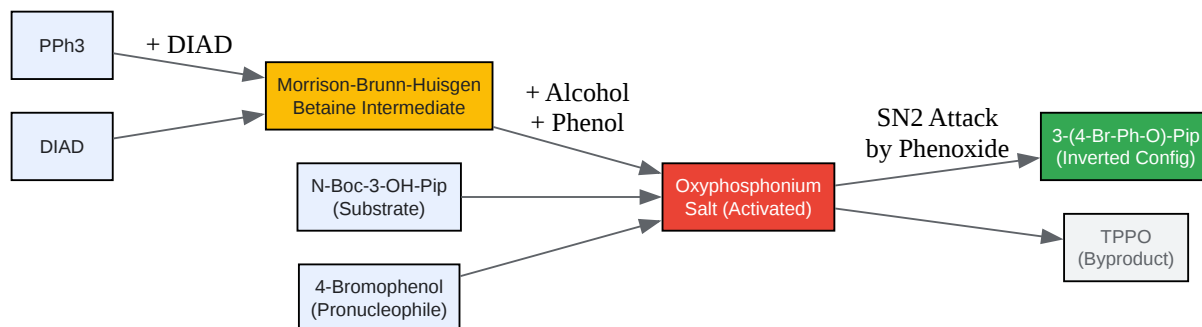 PPh3
+ DIAD
DIAD
Morrison-Brunn-Huisgen
Betaine Intermediate
+ Alcohol
+ Phenol
N-Boc-3-OH-Pip
(Substrate)
4-Bromophenol
(Pronucleophile)
Oxyphosphonium
Salt (Activated)
SN2 Attack
by Phenoxide
3-(4-Br-Ph-O)-Pip
(Inverted Config)
TPPO
(Byproduct)